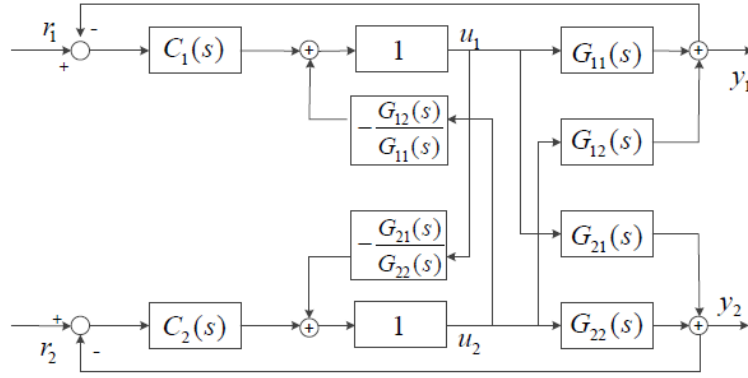 r₁ + - C₁(s) + 1 u₁ G₁₁(s) + y₁
-G₁₂(s)/G₁₁(s) G₁₂(s)
-G₂₁(s)/G₂₂(s) G₂₁(s)
r₂ + - C₂(s) + 1 u₂ G₂₂(s) + y₂